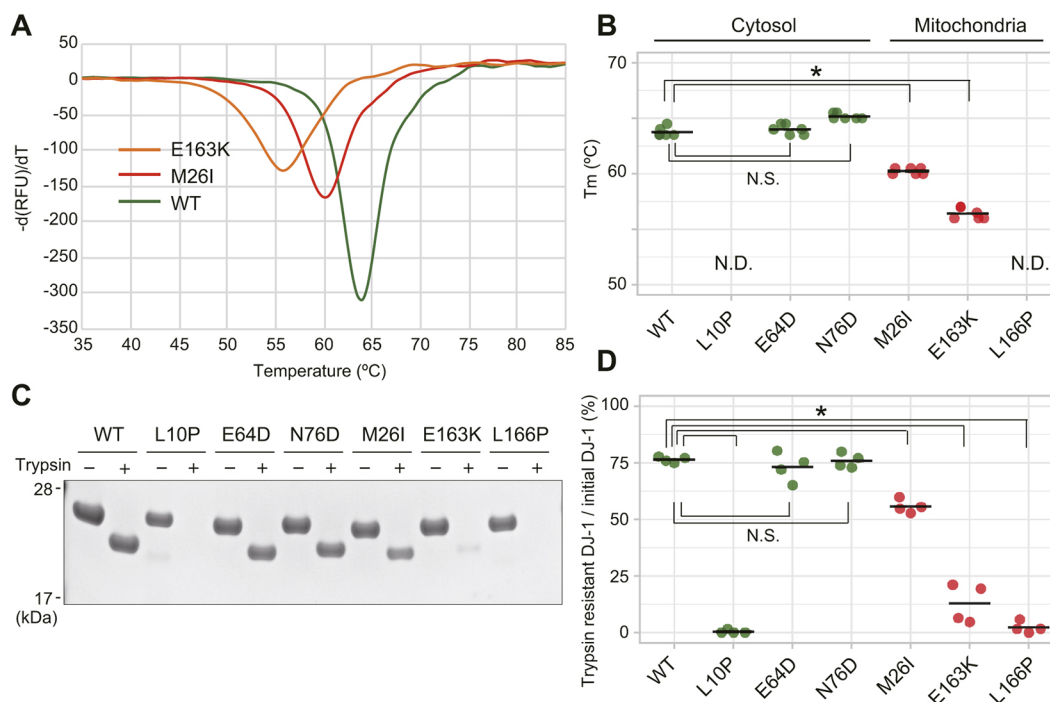 A
50
0
-50
-100
-150
-200
-250
-300
-350
-d(RFU)/dT
E163K
M26I
WT
35 40 45 50 55 60 65 70 75 80 85
Temperature (ºC)
B
Cytosol Mitochondria
70
60
50
Tm (ºC)
*
N.S.
N.D. N.D.
WT L10P E64D N76D M26I E163K L166P
C
WT L10P E64D N76D M26I E163K L166P
Trypsin − + − + − + − + − + − + − +
28
17
(kDa)
D
100
75
50
25
0
Trypsin resistant DJ-1 / initial DJ-1 (%)
*
N.S.
WT L10P E64D N76D M26I E163K L166P